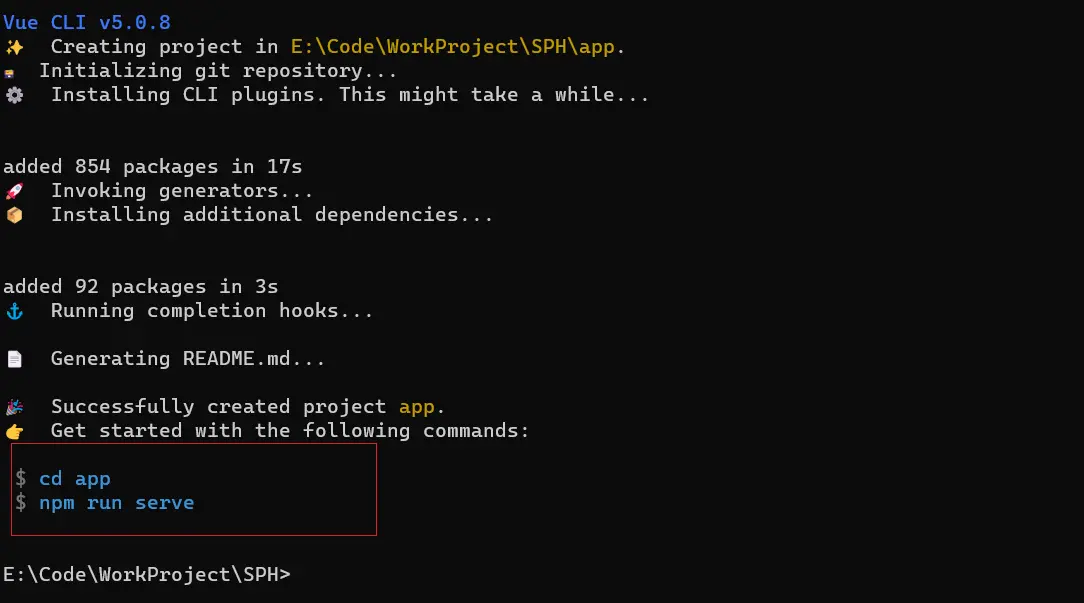 Vue CLI v5.0.8
✨  Creating project in E:\Code\WorkProject\SPH\app.
🗃  Initializing git repository...
⚙  Installing CLI plugins. This might take a while...
added 854 packages in 17s
🚀  Invoking generators...
📦  Installing additional dependencies...
added 92 packages in 3s
⚓  Running completion hooks...
📄  Generating README.md...
🎉  Successfully created project app.
👉  Get started with the following commands:
$ cd app
$ npm run serve
E:\Code\WorkProject\SPH>